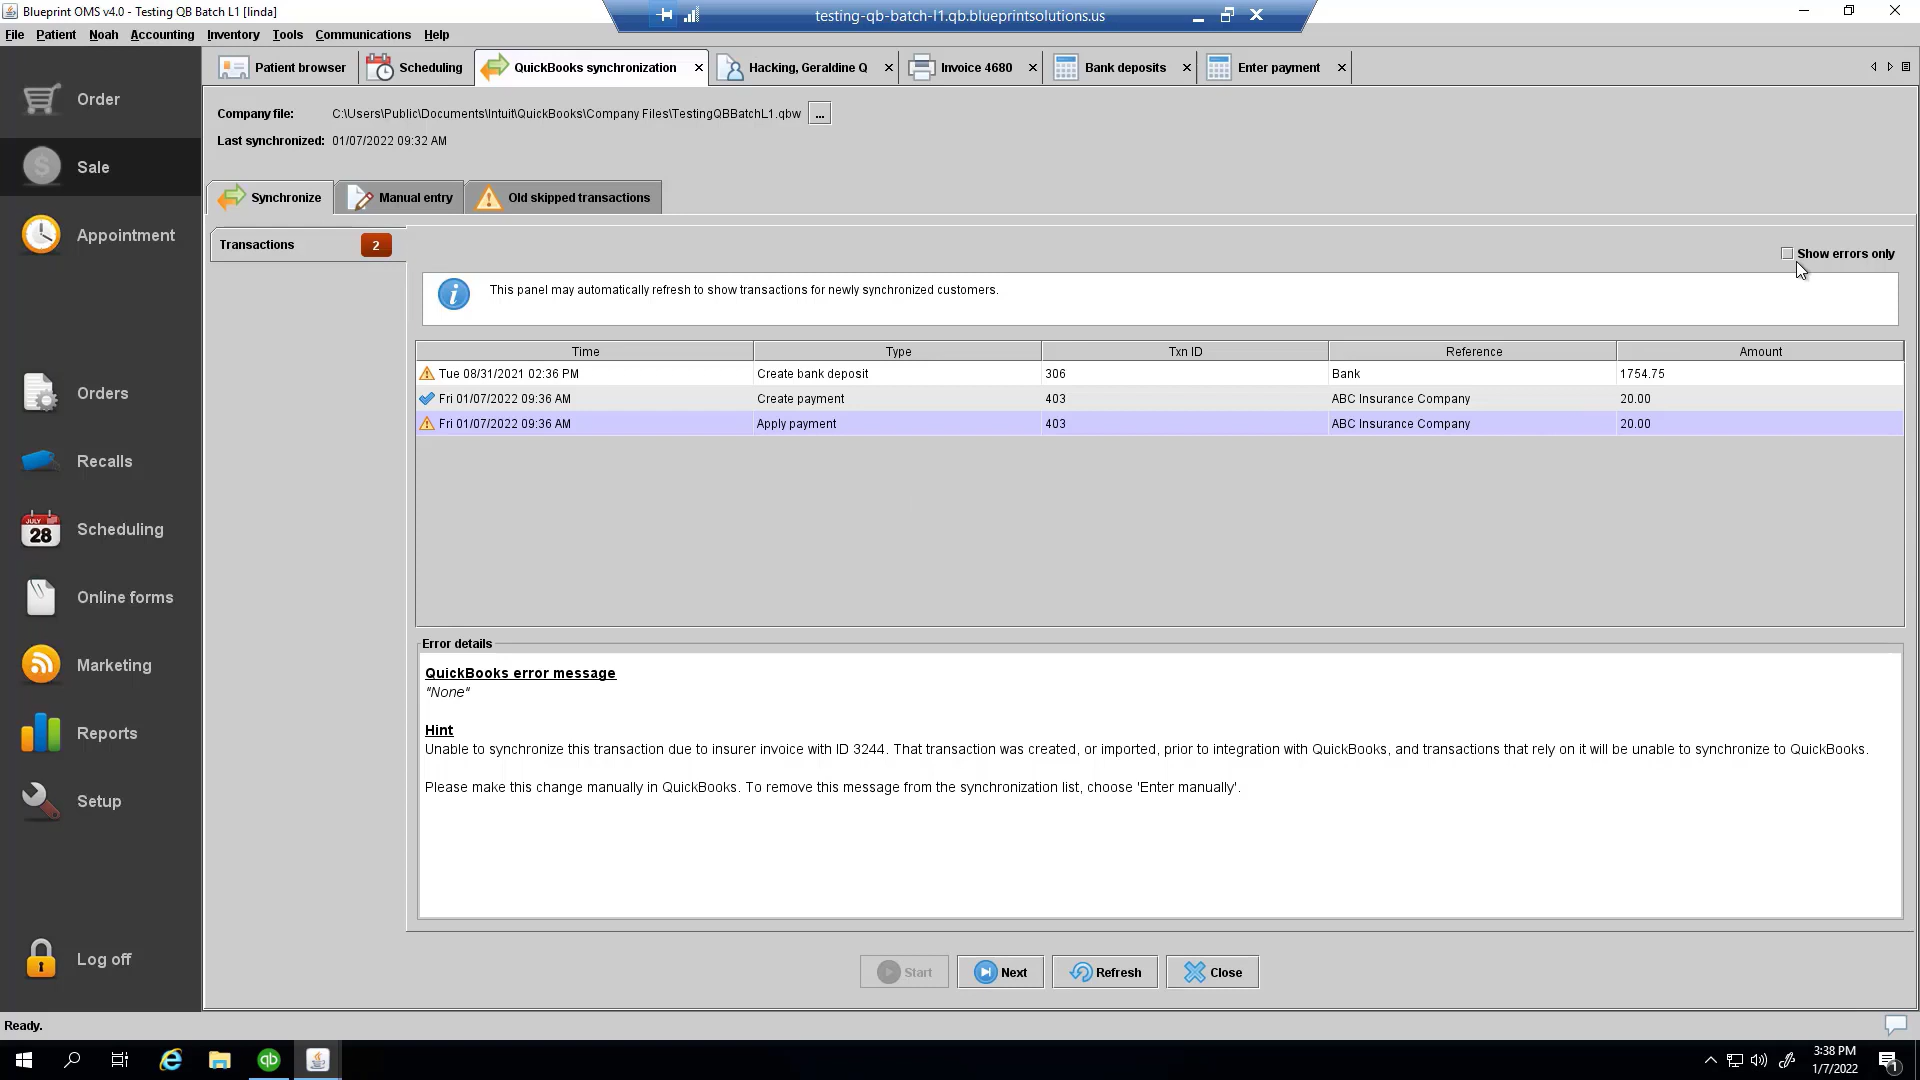 Blueprint OMS v4.0 - Testing QB Batch L1 [linda]
testing-qb-batch-l1.qb.blueprintsolutions.us
File Patient Noah Accounting Inventory Tools Communications Help
Patient browser
Scheduling
QuickBooks synchronization
Hacking, Geraldine Q
Invoice 4680
Bank deposits
Enter payment
Order
Sale
Appointment
Orders
Recalls
JULY
28
Scheduling
Online forms
Marketing
Reports
Setup
Log off
Company file: C:\Users\Public\Documents\Intuit\QuickBooks\Company Files\TestingQBBatchL1.qbw ...
Last synchronized: 01/07/2022 09:32 AM
Synchronize
Manual entry
Old skipped transactions
Transactions 2
Show errors only
This panel may automatically refresh to show transactions for newly synchronized customers.
Time Type Txn ID Reference Amount
Tue 08/31/2021 02:36 PM Create bank deposit 306 Bank 1754.75
Fri 01/07/2022 09:36 AM Create payment 403 ABC Insurance Company 20.00
Fri 01/07/2022 09:36 AM Apply payment 403 ABC Insurance Company 20.00
Error details
QuickBooks error message
"None"
Hint
Unable to synchronize this transaction due to insurer invoice with ID 3244. That transaction was created, or imported, prior to integration with QuickBooks, and transactions that rely on it will be unable to synchronize to QuickBooks.
Please make this change manually in QuickBooks. To remove this message from the synchronization list, choose 'Enter manually'.
Start
Next
Refresh
Close
Ready.
qb
3:38 PM
1/7/2022
1